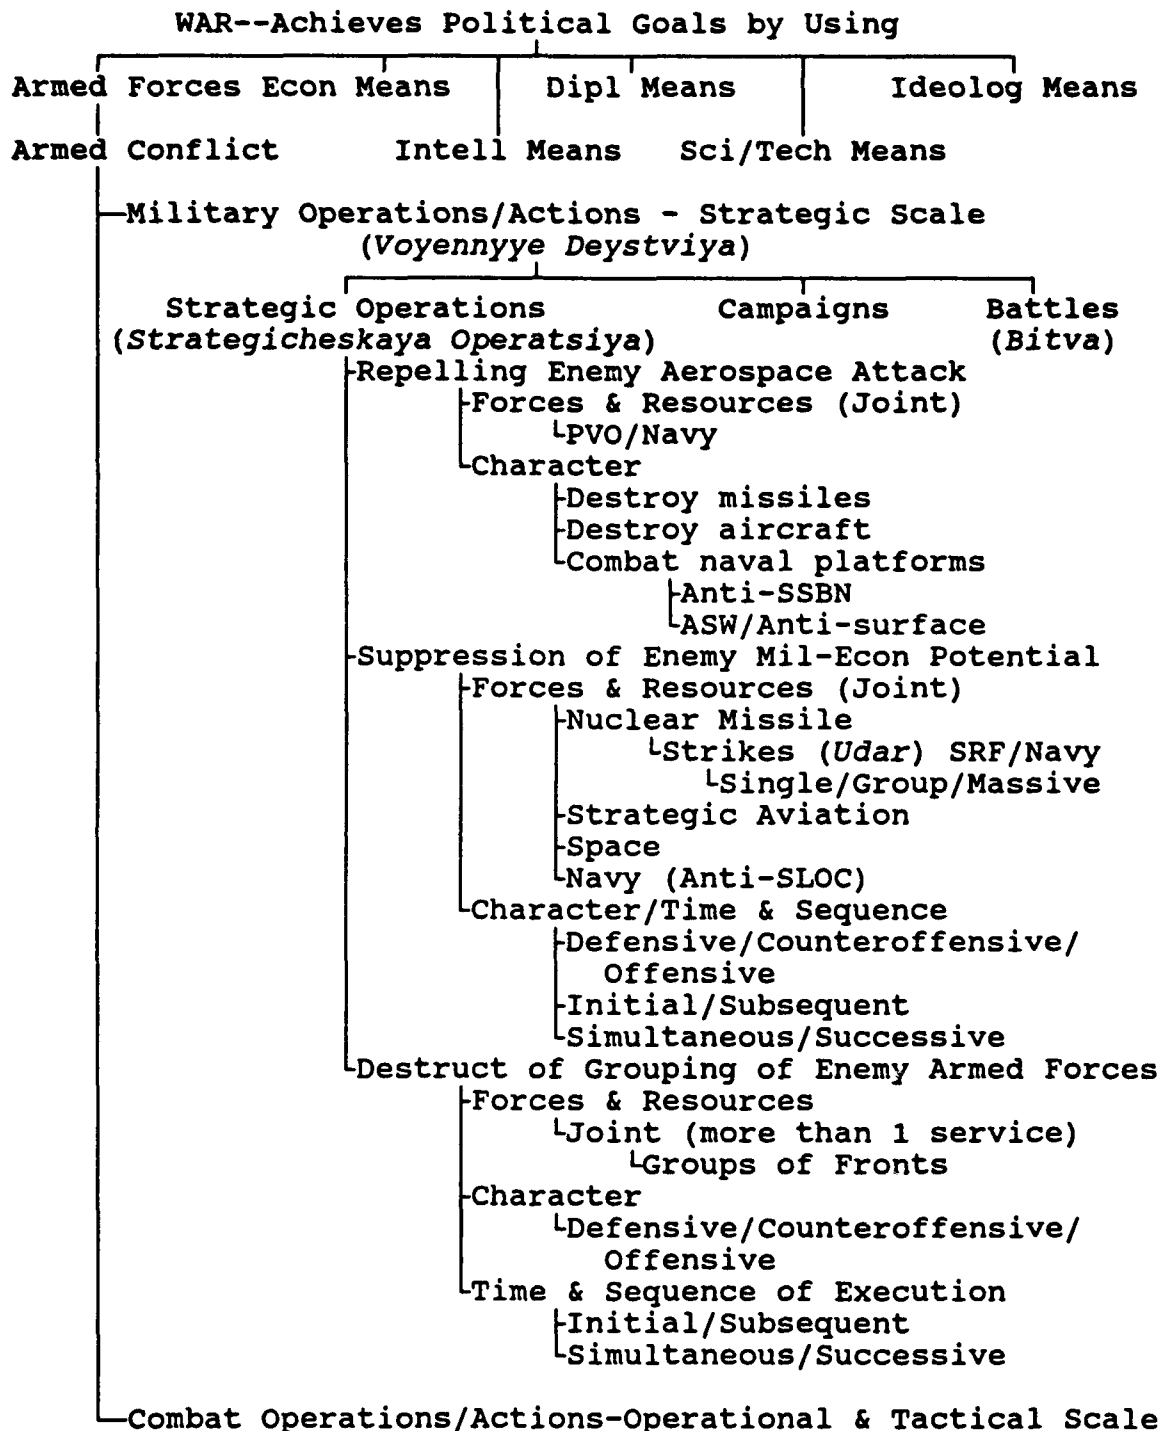 WAR--Achieves Political Goals by Using
Armed Forces Econ Means Dipl Means Ideolog Means
Armed Conflict Intell Means Sci/Tech Means
Military Operations/Actions - Strategic Scale
(Voyennyye Deystviya)
Strategic Operations Campaigns Battles
(Strategicheskaya Operatsiya) (Bitva)
Repelling Enemy Aerospace Attack
Forces & Resources (Joint)
PVO/Navy
Character
Destroy missiles
Destroy aircraft
Combat naval platforms
Anti-SSBN
ASW/Anti-surface
Suppression of Enemy Mil-Econ Potential
Forces & Resources (Joint)
Nuclear Missile
Strikes (Udar) SRF/Navy
Single/Group/Massive
Strategic Aviation
Space
Navy (Anti-SLOC)
Character/Time & Sequence
Defensive/Counteroffensive/
Offensive
Initial/Subsequent
Simultaneous/Successive
Destruct of Grouping of Enemy Armed Forces
Forces & Resources
Joint (more than 1 service)
Groups of Fronts
Character
Defensive/Counteroffensive/
Offensive
Time & Sequence of Execution
Initial/Subsequent
Simultaneous/Successive
Combat Operations/Actions-Operational & Tactical Scale